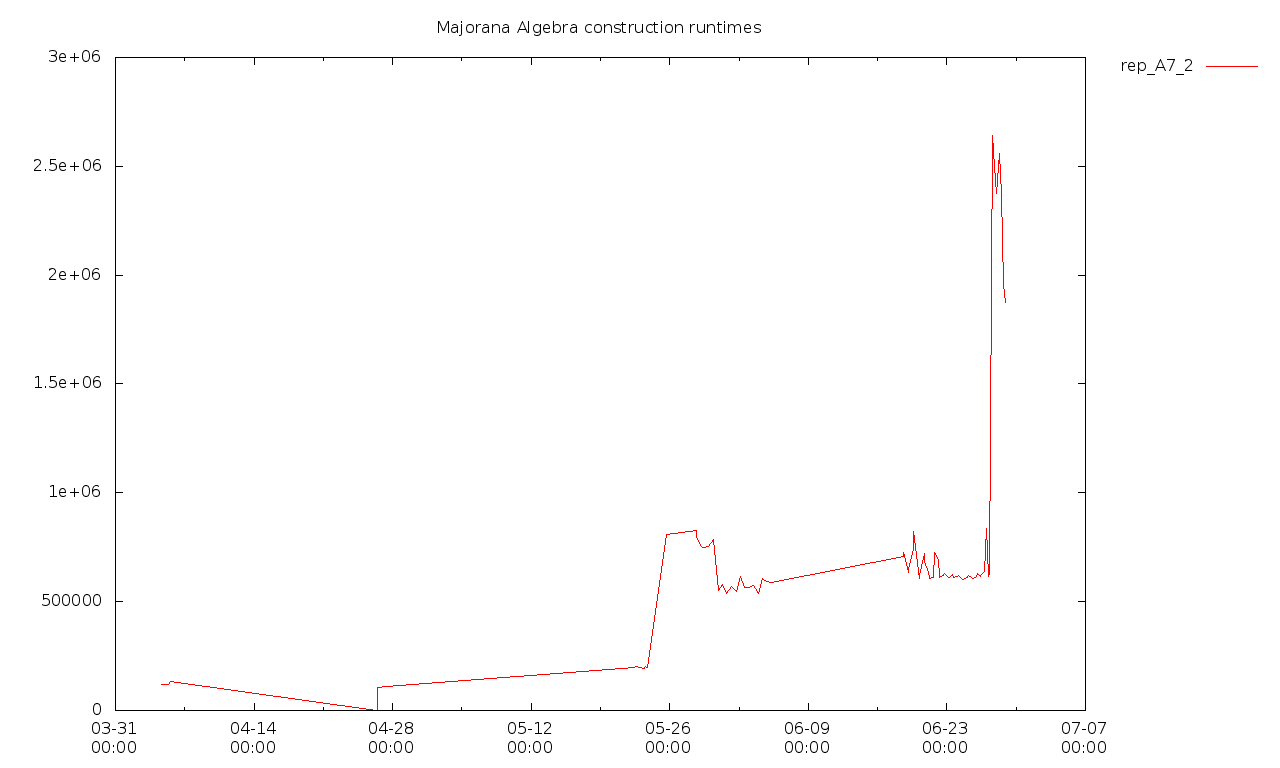 Majorana Algebra construction runtimes
rep_A7_2
3e+06
2.5e+06
2e+06
1.5e+06
1e+06
500000
0
03-31 04-14 04-28 05-12 05-26 06-09 06-23 07-07
00:00 00:00 00:00 00:00 00:00 00:00 00:00 00:00